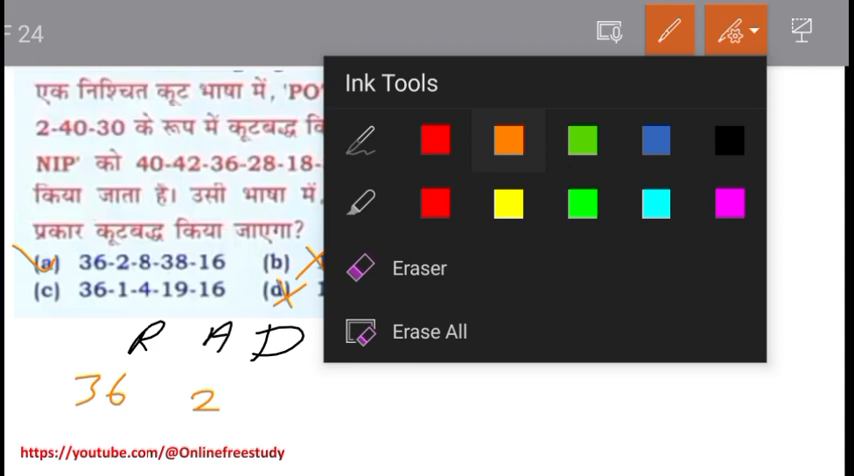 F 24
Ink Tools
एक निश्चित कूट भाषा में, 'PO
2-40-30 के रूप में कूटबद्ध कि
NIP' को 40-42-36-28-18-
किया जाता है। उसी भाषा में,
प्रकार कूटबद्ध किया जाएगा?
(a) 36-2-8-38-16 (b)
(c) 36-1-4-19-16 (d) 1
Eraser
Erase All
R A D
36 2
https://youtube.com/@Onlinefreestudy